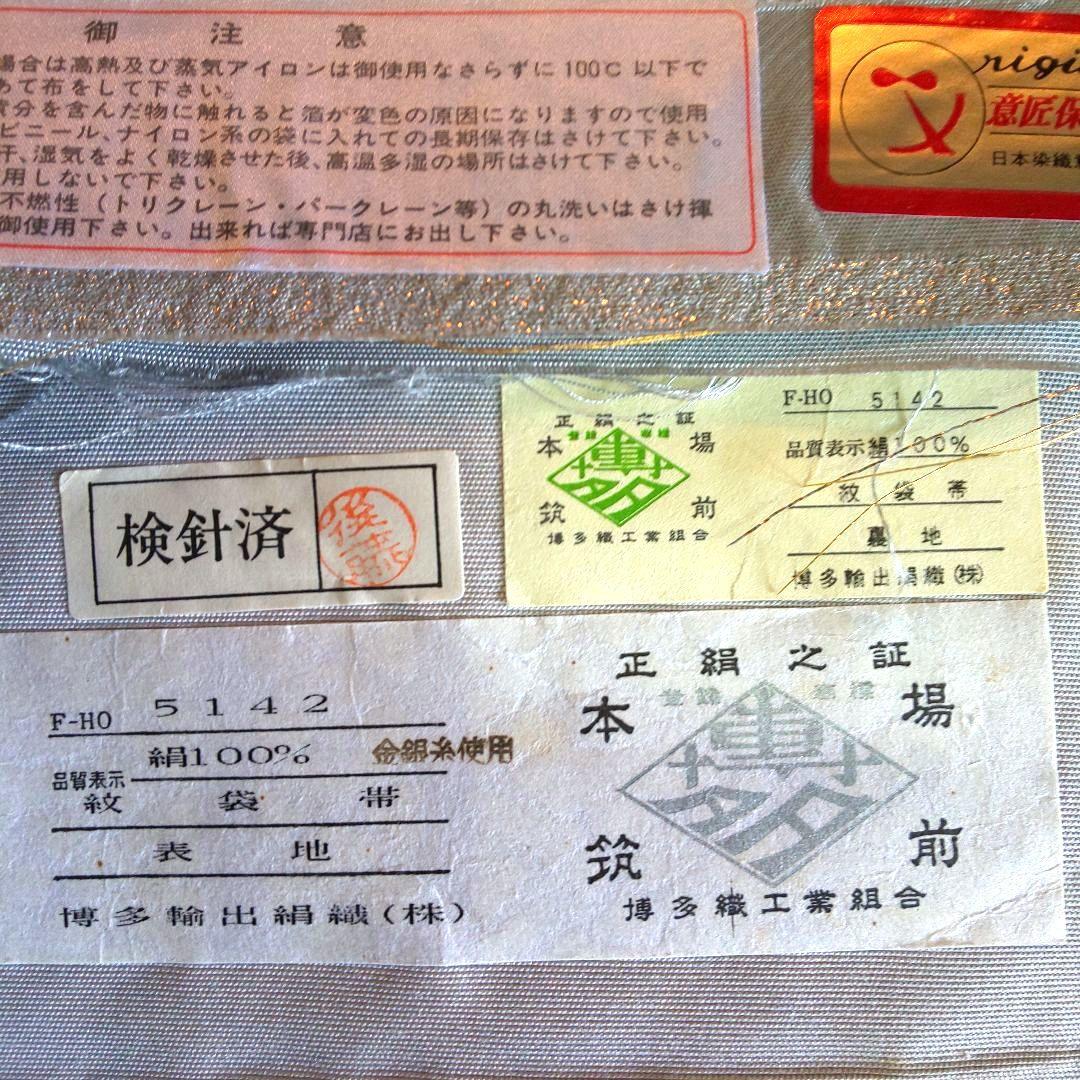 御注意
場合は高熱及び蒸気アイロンは御使用なさらずに100℃以下で
あて布をして下さい。
分を含んだ物に触れると箔が変色の原因になりますので使用
ビニール、ナイロン系の袋に入れての長期保存はさけて下さい。
汗、湿気をよく乾燥させた後、高温多湿の場所はさけて下さい。
用しないで下さい。
不燃性（トリクレーン・パークレーン等）の丸洗いはさけ揮
御使用下さい。出来れば専門店にお出し下さい。
rigi
意匠保
日本染織
検針済
正絹之証
本場
登録
博多
筑前
博多織工業組合
F-HO 5142
品質表示 絹100%
紋袋帯
裏地
博多輸出絹織(株)
F-HO 5142
品質表示 絹100% 金銀糸使用
紋袋帯
表地
博多輸出絹織(株)
正絹之証
登録
本場
博多
筑前
博多織工業組合